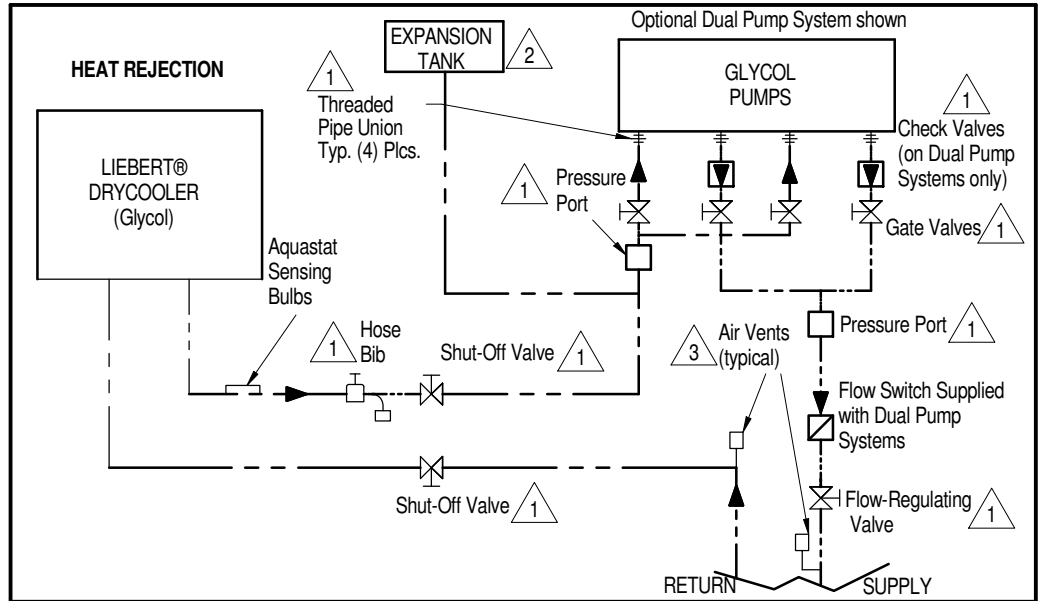 Optional Dual Pump System shown
EXPANSION
TANK
2
HEAT REJECTION
1
Threaded
Pipe Union
Typ. (4) Plcs.
GLYCOL
PUMPS
1
Check Valves
(on Dual Pump
Systems only)
LIEBERT®
DRYCOOLER
(Glycol)
1
Pressure
Port
Gate Valves
1
Aquastat
Sensing
Bulbs
1
Hose
Bib
Shut-Off Valve
1
3
Air Vents
(typical)
Pressure Port
1
Flow Switch Supplied
with Dual Pump
Systems
Shut-Off Valve
1
Flow-Regulating
Valve
1
RETURN
SUPPLY